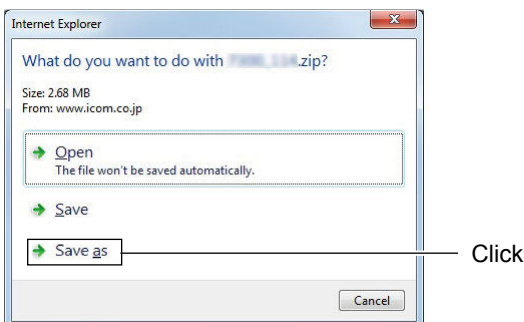 Internet Explorer
What do you want to do with .zip?
Size: 2.68 MB
From: www.icom.co.jp
Open
The file won't be saved automatically.
Save
Save as
Click
Cancel